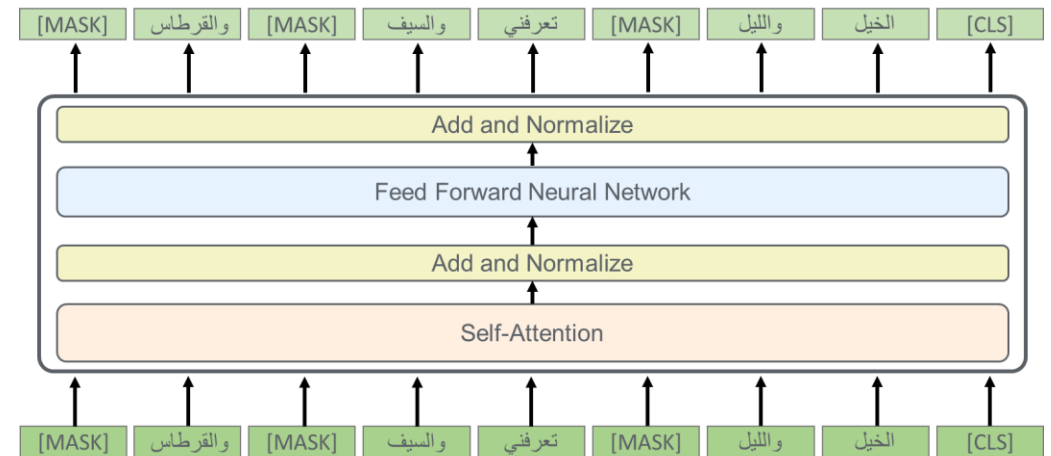 [CLS] الخيل والليل [MASK] تعرفني والسيف [MASK] والقرطاس [MASK]
Add and Normalize
Feed Forward Neural Network
Add and Normalize
Self-Attention
[CLS] الخيل والليل [MASK] تعرفني والسيف [MASK] والقرطاس [MASK]